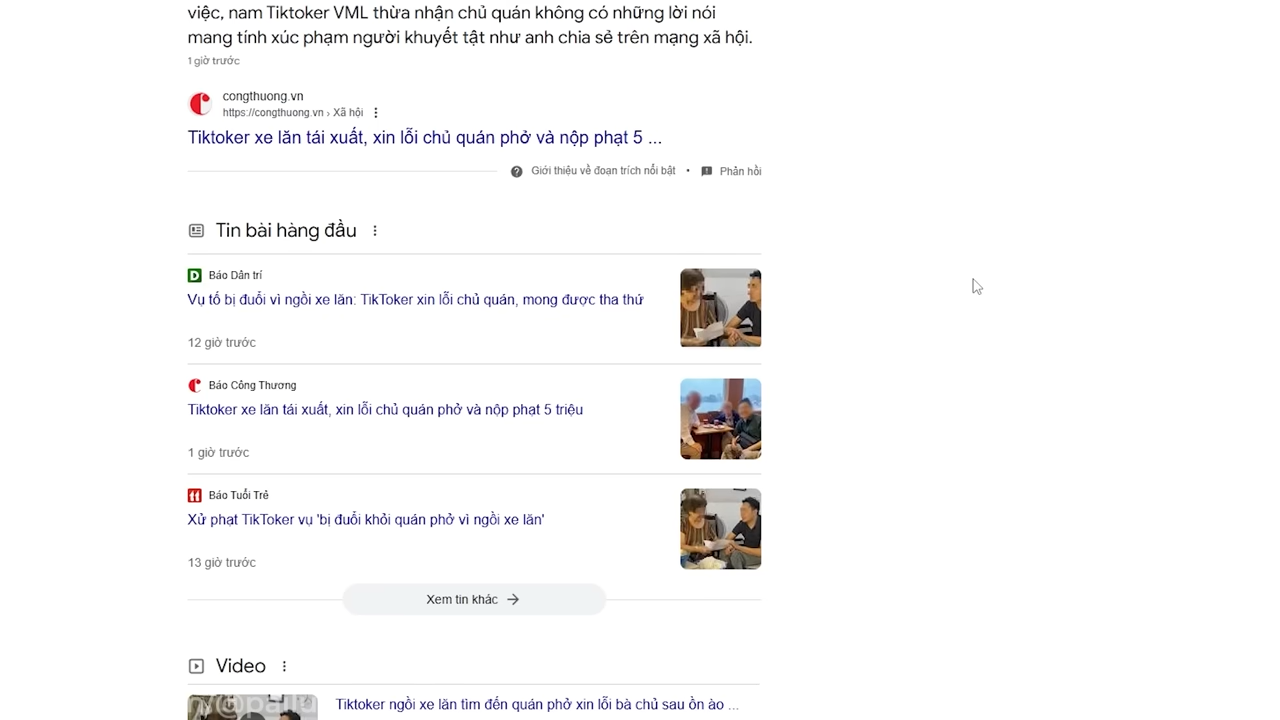 việc, nam Tiktoker VML thừa nhận chủ quán không có những lời nói
mang tính xúc phạm người khuyết tật như anh chia sẻ trên mạng xã hội.
1 giờ trước
congthuong.vn
https://congthuong.vn › Xã hội
Tiktoker xe lăn tái xuất, xin lỗi chủ quán phở và nộp phạt 5 ...
Giới thiệu về đoạn trích nổi bật • Phản hồi
Tin bài hàng đầu
Báo Dân trí
Vụ tố bị đuổi vì ngồi xe lăn: TikToker xin lỗi chủ quán, mong được tha thứ
12 giờ trước
Báo Công Thương
Tiktoker xe lăn tái xuất, xin lỗi chủ quán phở và nộp phạt 5 triệu
1 giờ trước
Báo Tuổi Trẻ
Xử phạt TikToker vụ 'bị đuổi khỏi quán phở vì ngồi xe lăn'
13 giờ trước
Xem tin khác
Video
Tiktoker ngồi xe lăn tìm đến quán phở xin lỗi bà chủ sau ồn ào ...